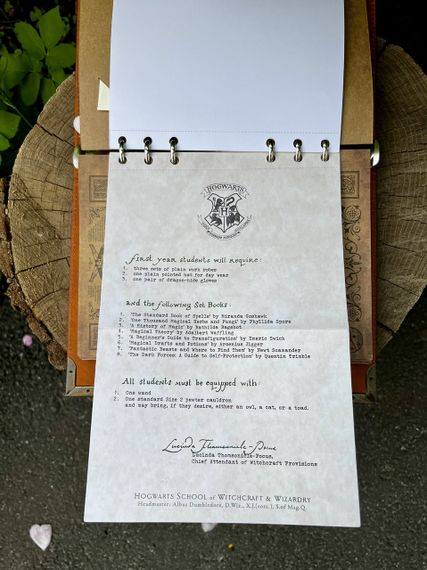 HOGWARTS
First year students will require:
1. three sets of plain work robes
2. one plain pointed hat for day wear
3. one pair of dragon-hide gloves
and the following Set Books:
1. 'The Standard Book of Spells' by Miranda Goshawk
2. 'One Thousand Magical Herbs and Fungi' by Phyllida Spore
3. 'A History of Magic' by Bathilda Bagshot
4. 'Magical Theory' by Adalbert Waffling
5. 'A Beginner's Guide to Transfiguration' by Emeric Swich
6. 'Magical Drafts and Potions' by Arsenius Jigger
7. 'Fantastic Beasts and Where to Find Them' by Newt Scamander
8. 'The Dark Forces: A Guide to Self-Protection' by Quentin Trimble
All students must be equipped with
1. One wand
2. One standard Size 2 pewter cauldron
and may bring, if they desire, either an owl, a cat, or a toad.
Lucinda Thomsonicle-Pocus
Lucinda Thomsonicle-Pocus,
Chief Attendant of Witchcraft Provisions
HOGWARTS SCHOOL of WITCHCRAFT & WIZARDRY
Headmaster: Albus Dumbledore, D.Wiz., X.J.(sorc.), S.of Mag.Q.